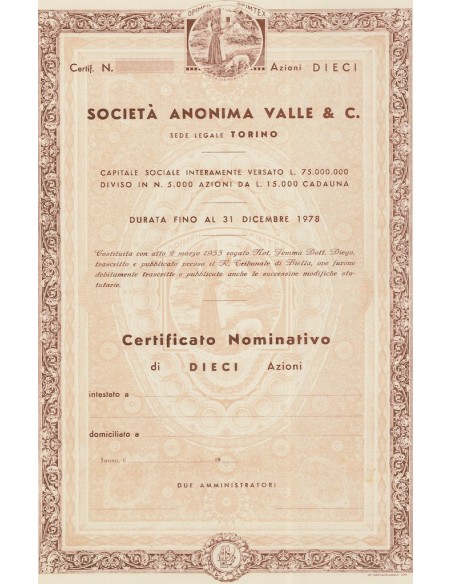 Certif. N.
Azioni DIECI
SOCIETÀ ANONIMA VALLE & C.
SEDE LEGALE TORINO
CAPITALE SOCIALE INTERAMENTE VERSATO L. 75.000.000
DIVISO IN N. 5.000 AZIONI DA L. 15.000 CADAUNA
DURATA FINO AL 31 DICEMBRE 1978
Costituita con atto 2 marzo 1933 rogato Not. Jemma Dott. Diego,
trascritto e pubblicato presso il R. Tribunale di Biella, ove furono
debitamente trascritte e pubblicate anche le successive modifiche sta-
tutarie.
Certificato Nominativo
di DIECI Azioni
intestato a
domiciliato a
Torino, il 19
DUE AMMINISTRATORI